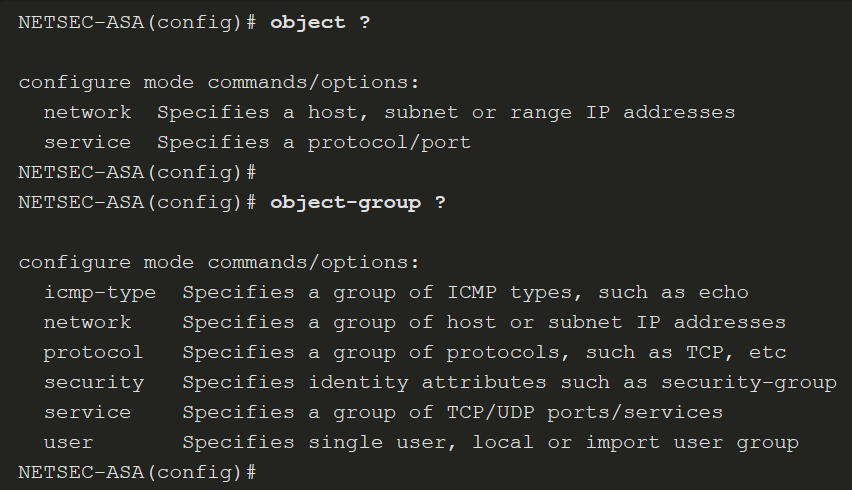 NETSEC-ASA(config)# object ?
configure mode commands/options:
  network  Specifies a host, subnet or range IP addresses
  service  Specifies a protocol/port
NETSEC-ASA(config)#
NETSEC-ASA(config)# object-group ?
configure mode commands/options:
  icmp-type  Specifies a group of ICMP types, such as echo
  network    Specifies a group of host or subnet IP addresses
  protocol   Specifies a group of protocols, such as TCP, etc
  security   Specifies identity attributes such as security-group
  service    Specifies a group of TCP/UDP ports/services
  user       Specifies single user, local or import user group
NETSEC-ASA(config)#